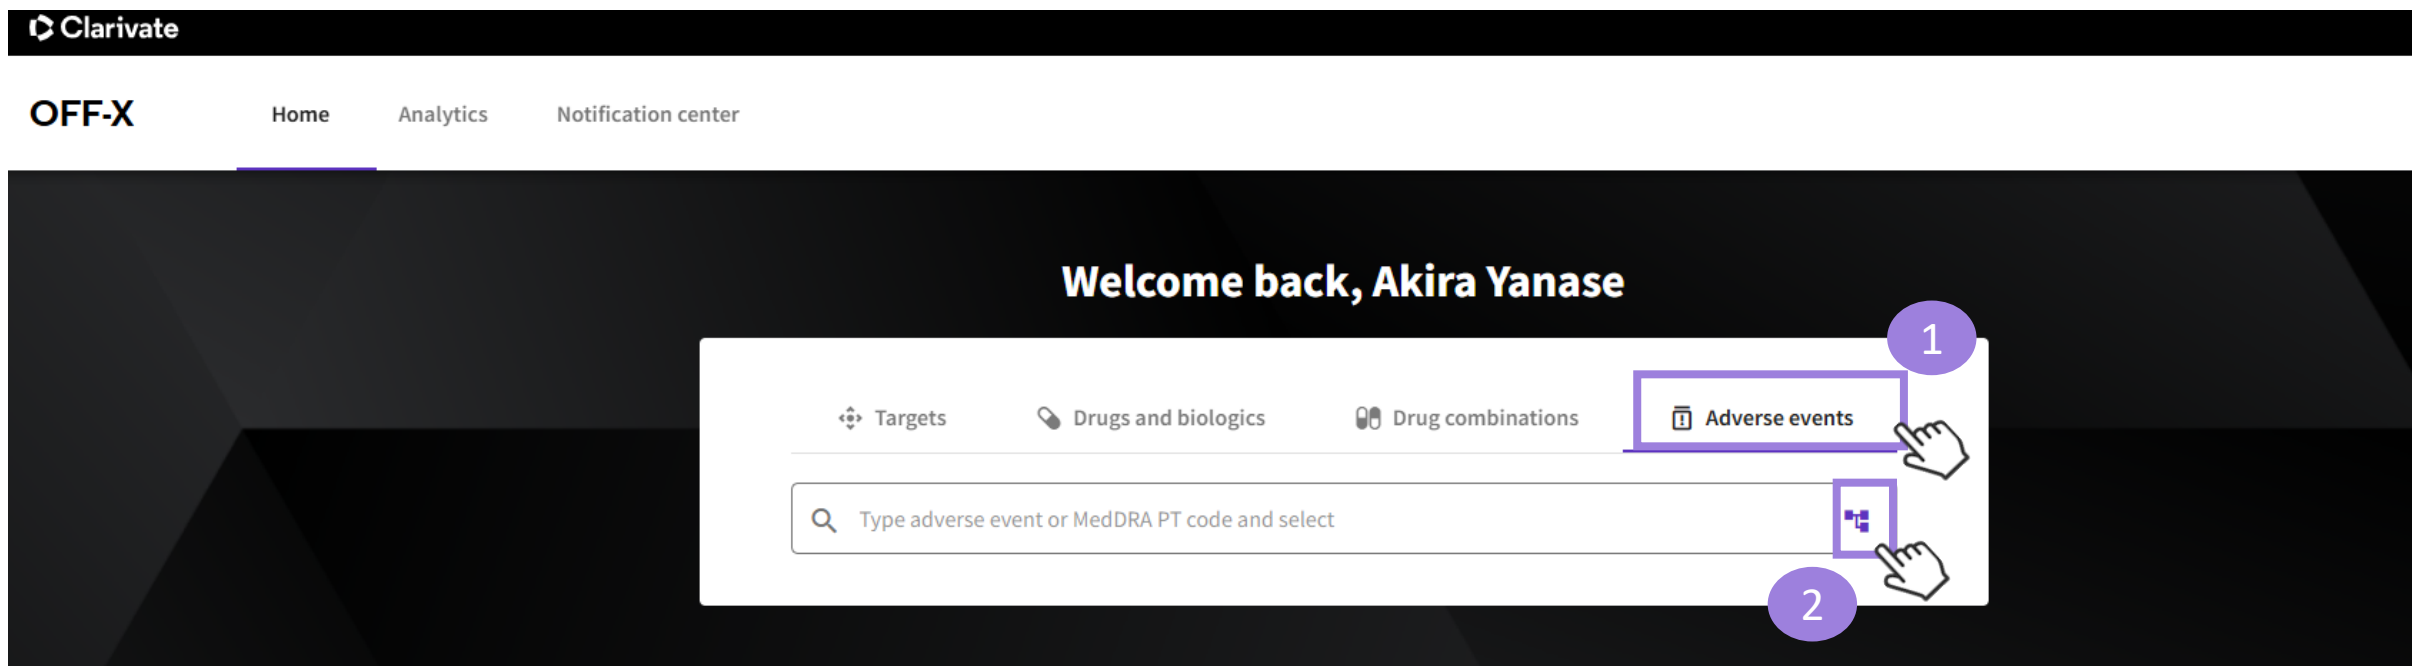 Clarivate
OFF-X Home Analytics Notification center
Welcome back, Akira Yanase
1
Targets Drugs and biologics Drug combinations Adverse events
Type adverse event or MedDRA PT code and select
2